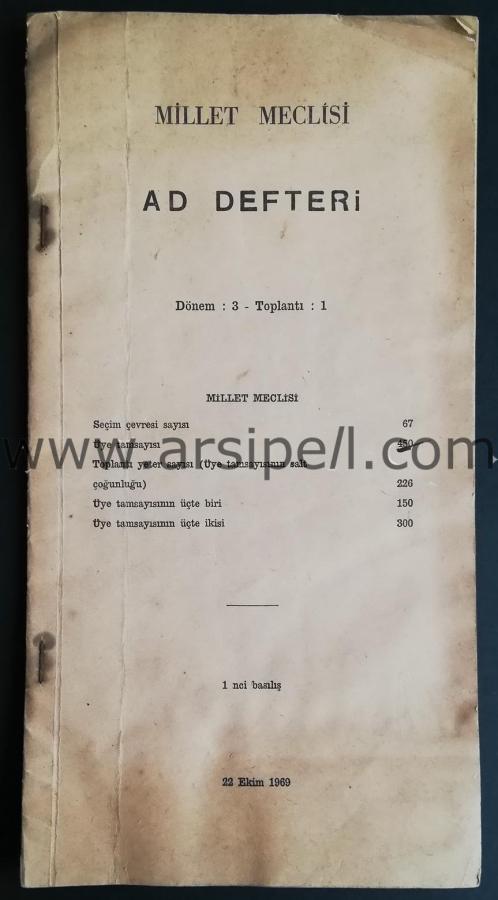 MİLLET MECLİSİ
AD DEFTERİ
Dönem : 3 - Toplantı : 1
MİLLET MECLİSİ
Seçim çevresi sayısı 67
Üye tamsayısı 450
www.arsipell.com
Toplantı yeter sayısı (Üye tamsayısının salt
çoğunluğu) 226
Üye tamsayısının üçte biri 150
Üye tamsayısının üçte ikisi 300
1 nci basılış
22 Ekim 1969